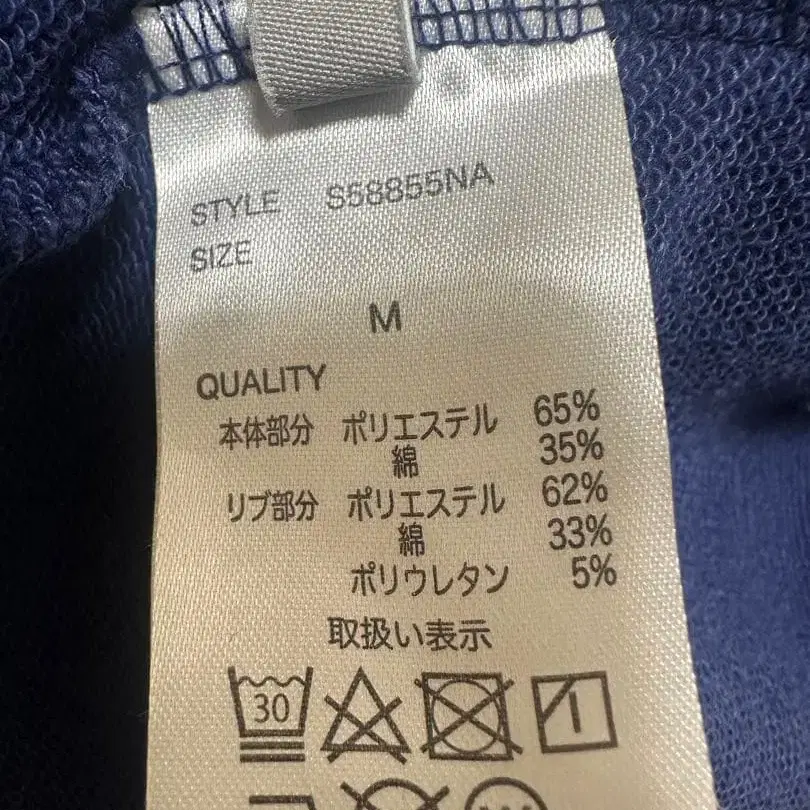 STYLE S58855NA
SIZE
M
QUALITY
本体部分 ポリエステル 65%
綿 35%
リブ部分 ポリエステル 62%
綿 33%
ポリウレタン 5%
取扱い表示
30